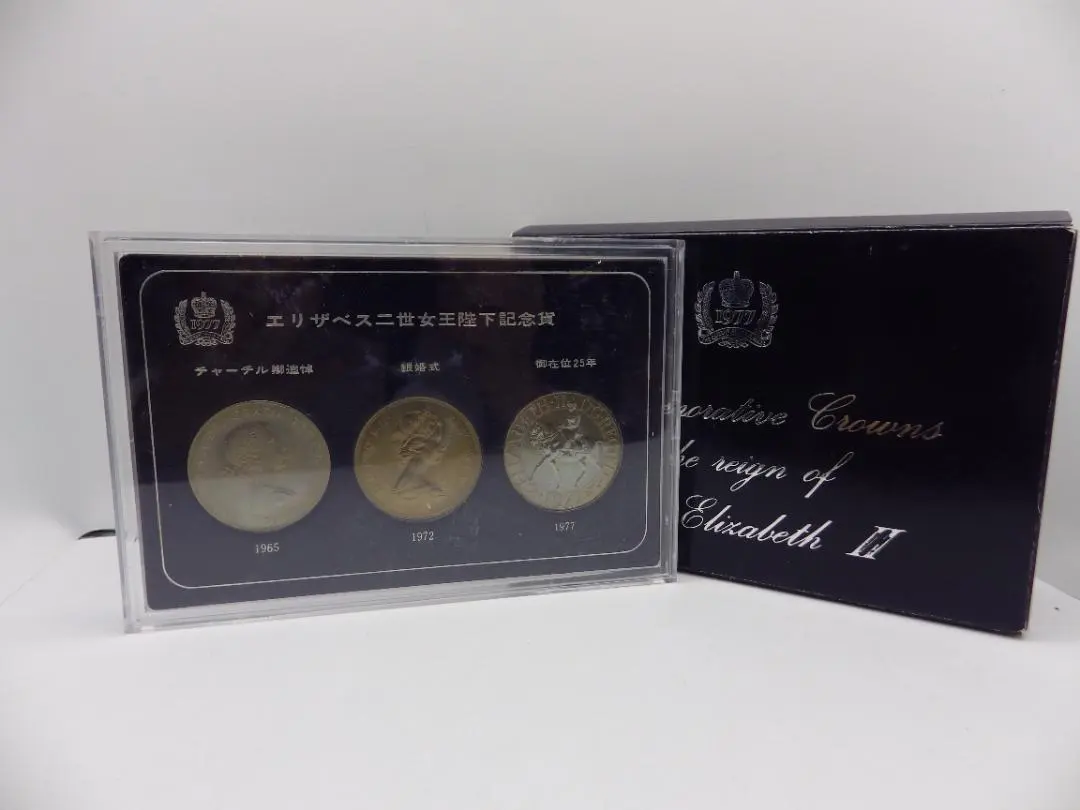 1977
エリザベス二世女王陛下記念貨
チャーチル卿追悼
銀婚式
御在位25年
1965
1972
1977
1977
morative Crowns
he reign of
Elizabeth II